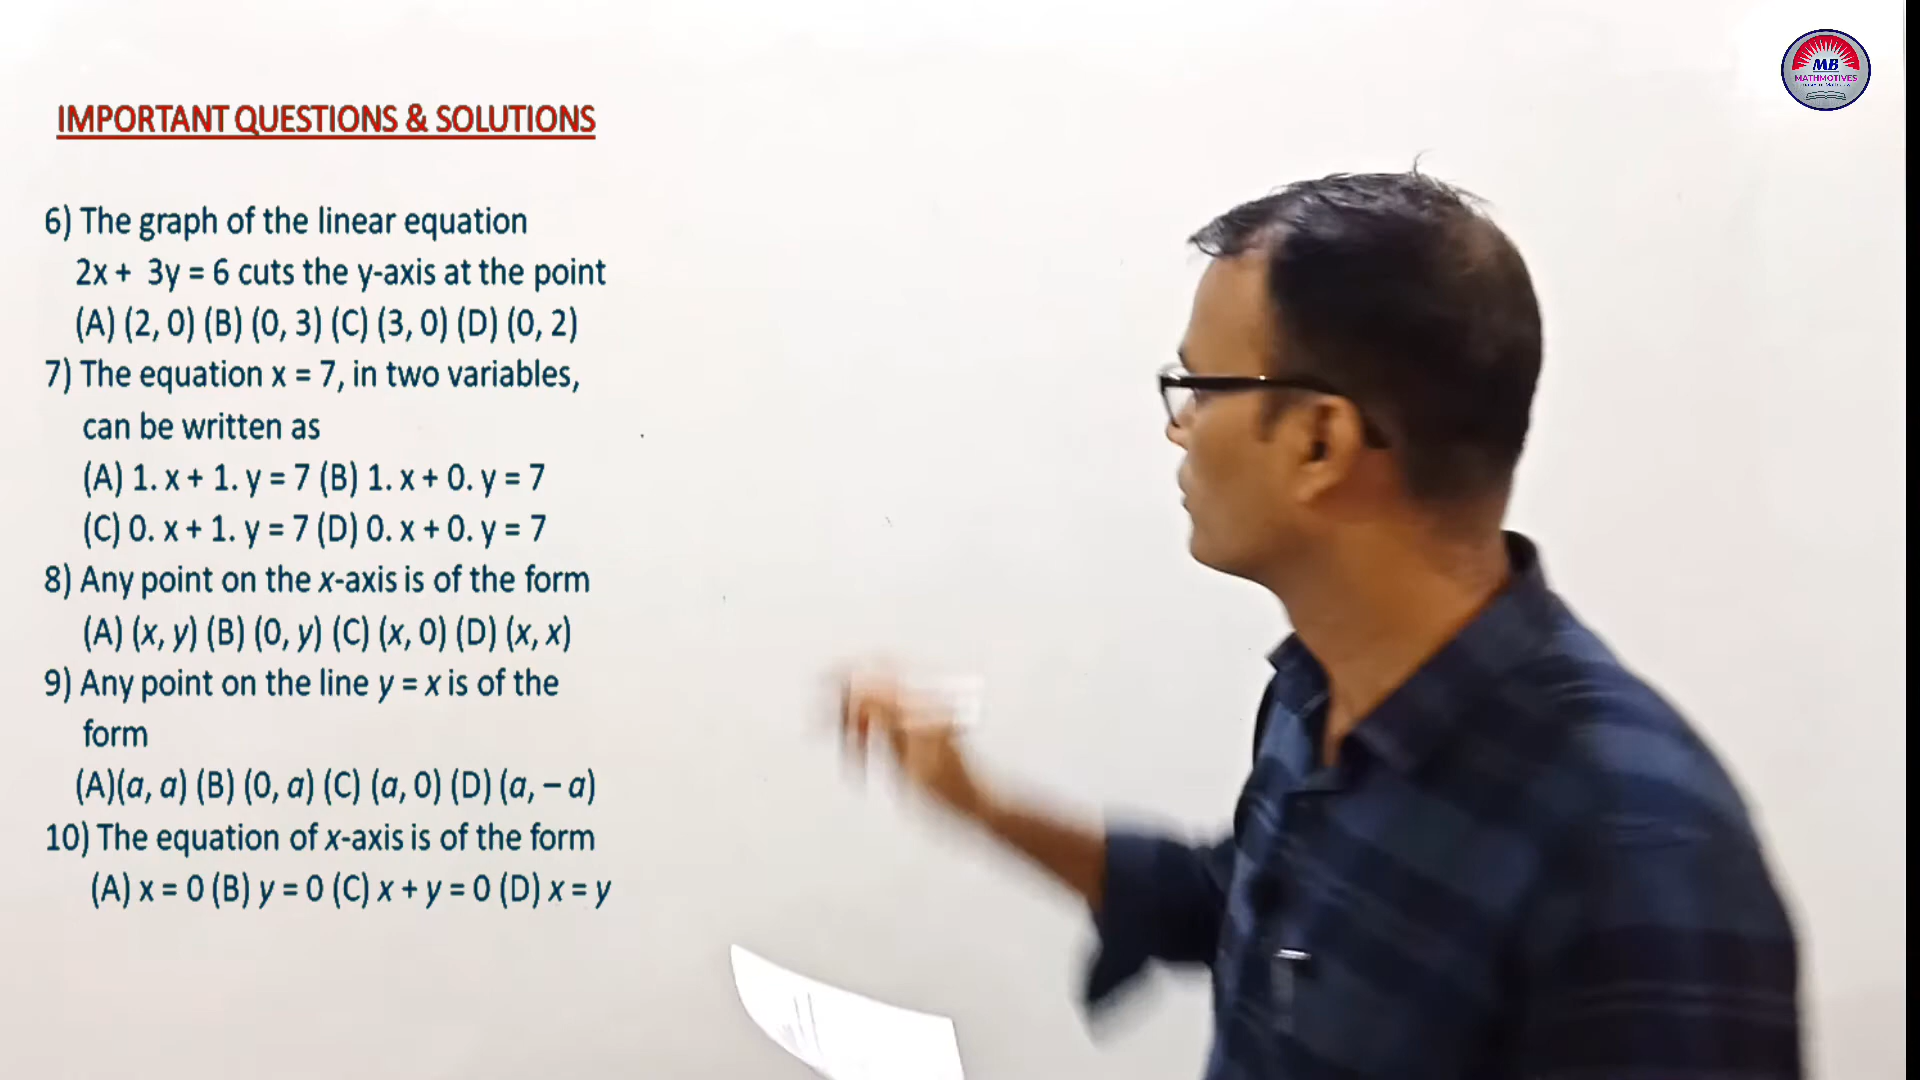 MB
MATHMOTIVES
IMPORTANT QUESTIONS & SOLUTIONS
6) The graph of the linear equation
2x + 3y = 6 cuts the y-axis at the point
(A) (2, 0) (B) (0, 3) (C) (3, 0) (D) (0, 2)
7) The equation x = 7, in two variables,
can be written as
(A) 1. x + 1. y = 7 (B) 1. x + 0. y = 7
(C) 0. x + 1. y = 7 (D) 0. x + 0. y = 7
8) Any point on the x-axis is of the form
(A) (x, y) (B) (0, y) (C) (x, 0) (D) (x, x)
9) Any point on the line y = x is of the
form
(A)(a, a) (B) (0, a) (C) (a, 0) (D) (a, – a)
10) The equation of x-axis is of the form
(A) x = 0 (B) y = 0 (C) x + y = 0 (D) x = y